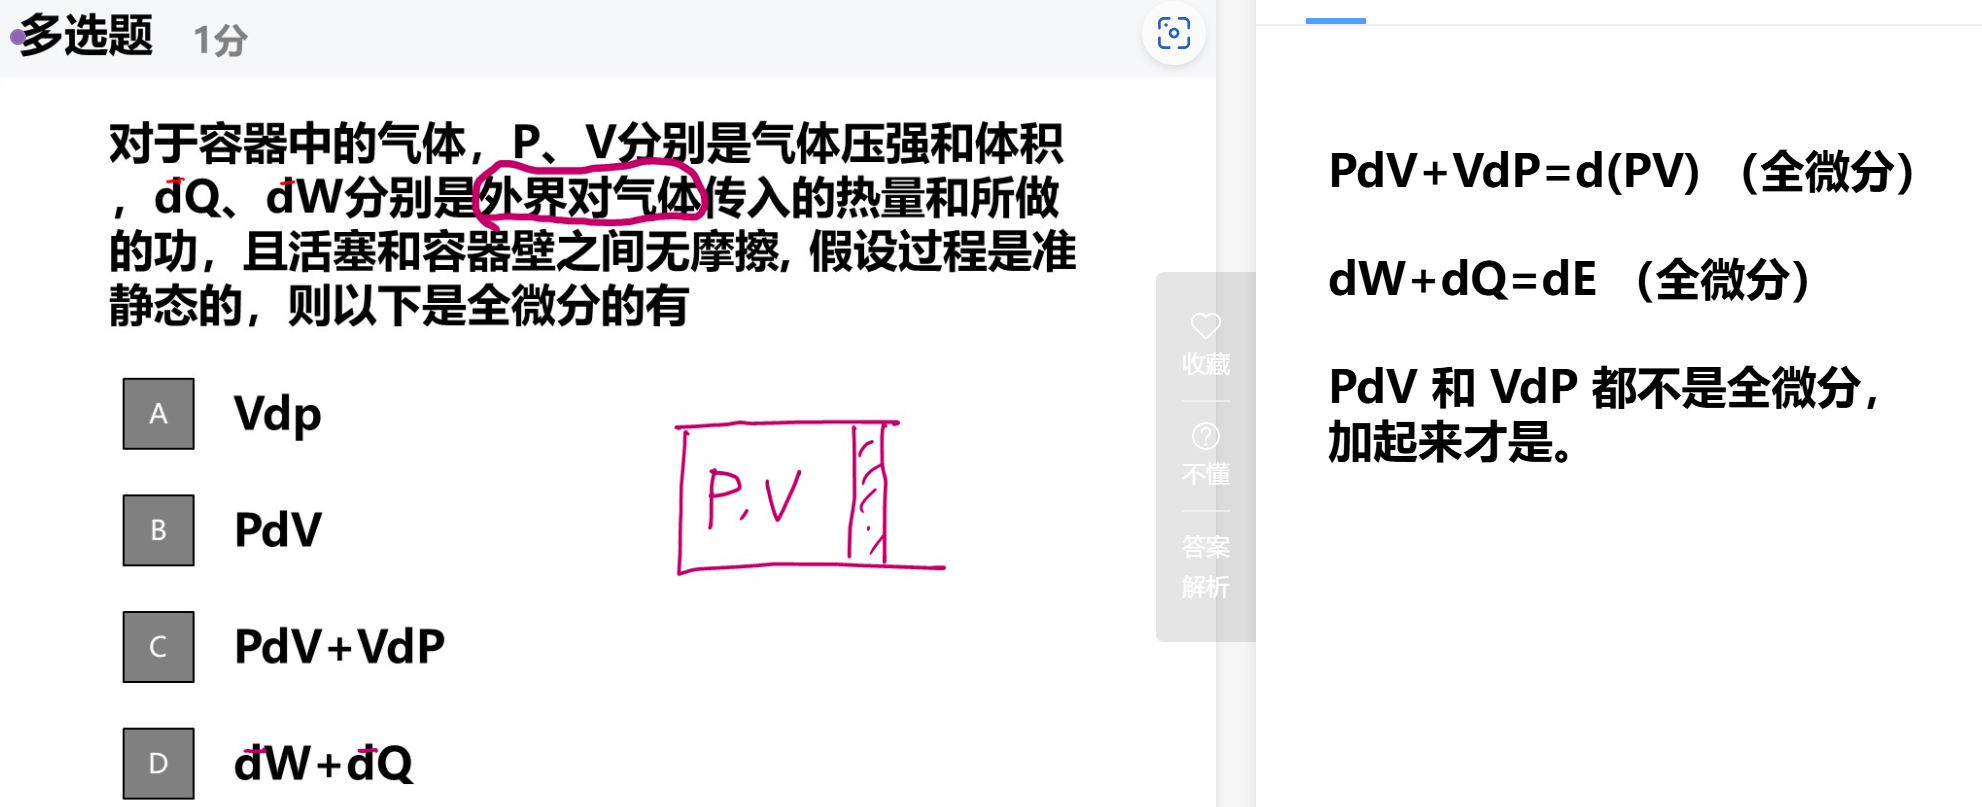 多选题 1分
对于容器中的气体，P、V分别是气体压强和体积
，đQ、đW分别是外界对气体传入的热量和所做
的功，且活塞和容器壁之间无摩擦, 假设过程是准
静态的，则以下是全微分的有
A Vdp
B PdV
C PdV+VdP
D đW+đQ
P,V
收藏
不懂
答案
解析
PdV+VdP=d(PV) （全微分）
dW+dQ=dE （全微分）
PdV 和 VdP 都不是全微分，
加起来才是。